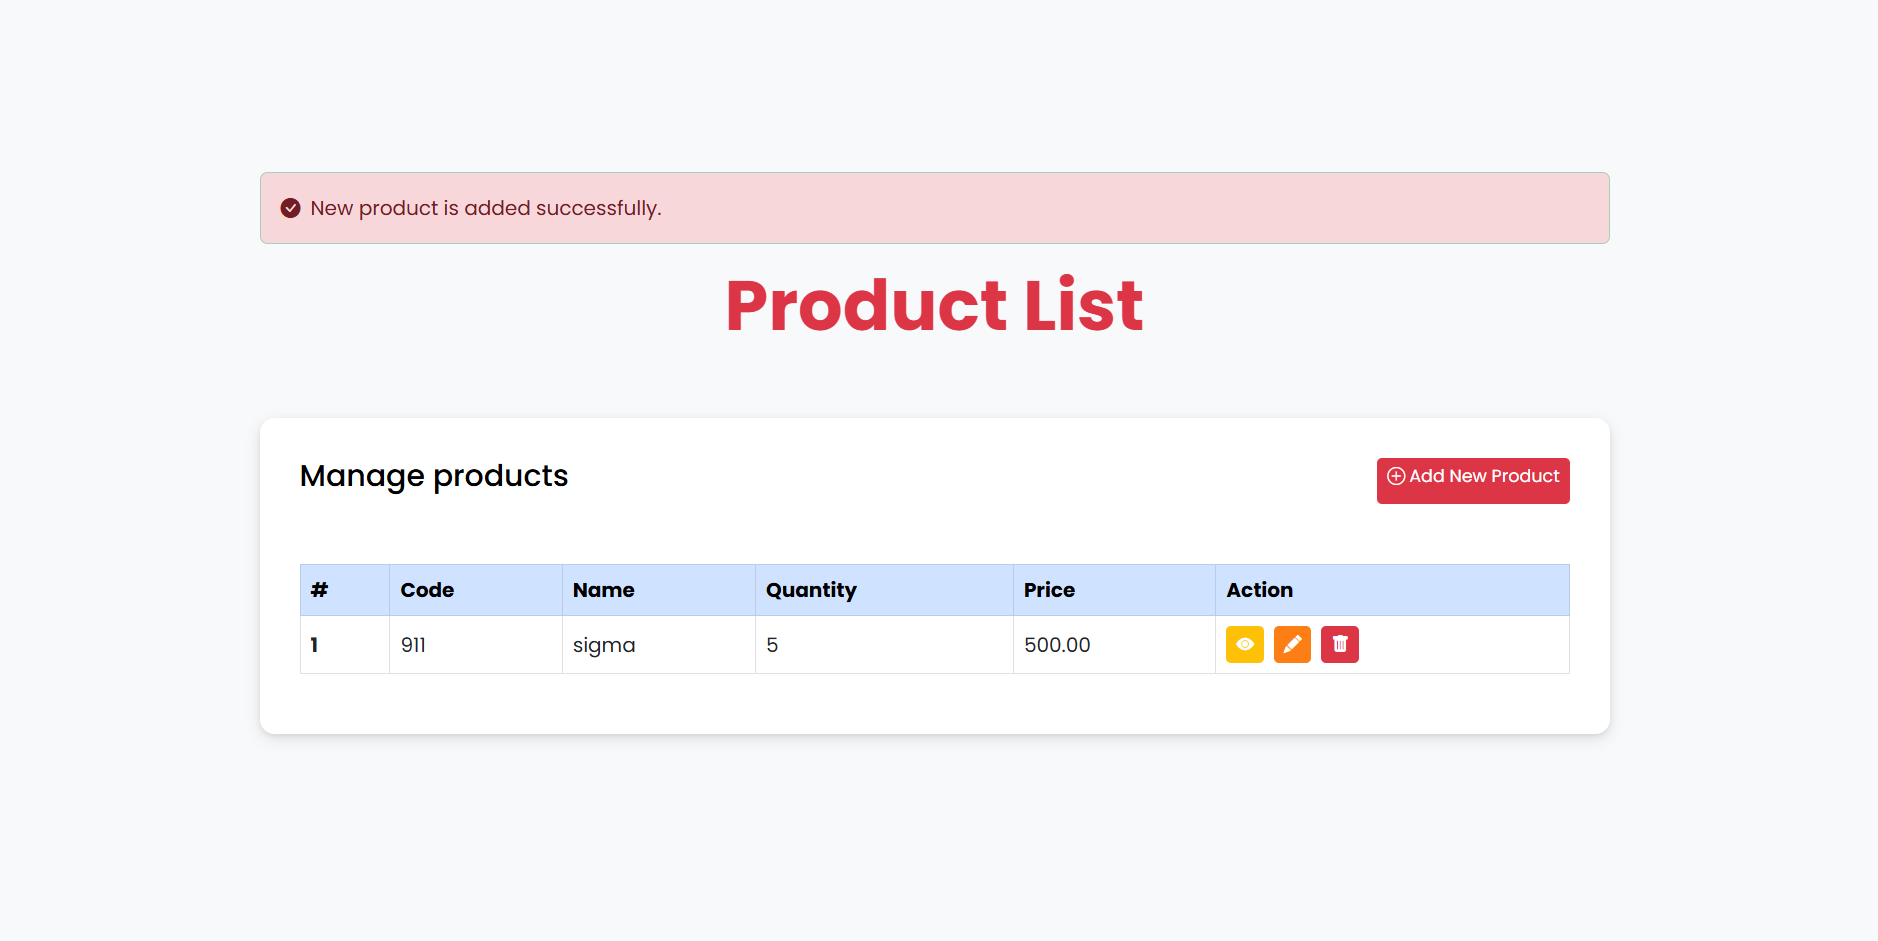 New product is added successfully.
Product List
Manage products
Add New Product
# Code Name Quantity Price Action
1 911 sigma 5 500.00